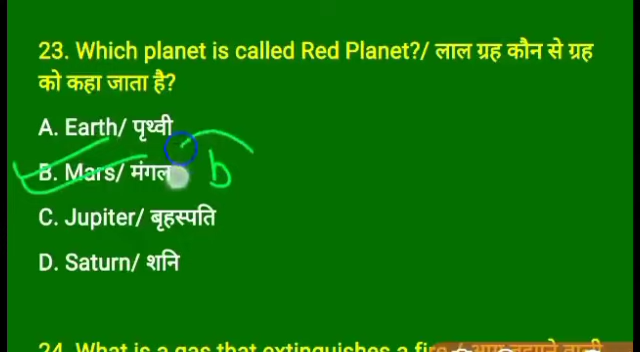 23. Which planet is called Red Planet?/ लाल ग्रह कौन से ग्रह
को कहा जाता है?
A. Earth/ पृथ्वी
B. Mars/ मंगल b
C. Jupiter/ बृहस्पति
D. Saturn/ शनि
24. What is a gas that extinguishes a fire